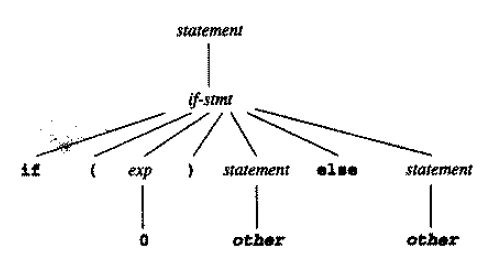 statement
if-stmt
if ( exp ) statement else statement
0 other other